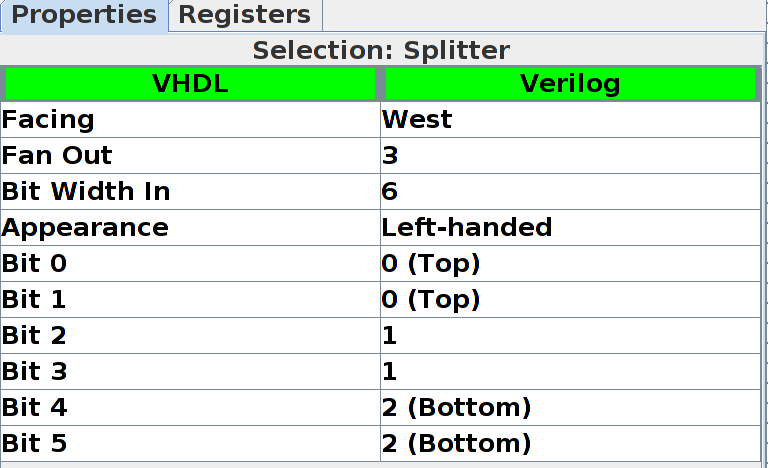 Properties Registers
Selection: Splitter
VHDL Verilog
Facing West
Fan Out 3
Bit Width In 6
Appearance Left-handed
Bit 0 0 (Top)
Bit 1 0 (Top)
Bit 2 1
Bit 3 1
Bit 4 2 (Bottom)
Bit 5 2 (Bottom)